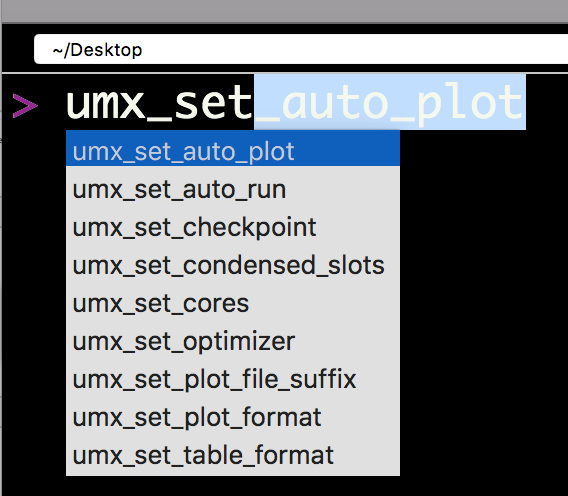 ~/Desktop
> umx_set_auto_plot
umx_set_auto_plot
umx_set_auto_run
umx_set_checkpoint
umx_set_condensed_slots
umx_set_cores
umx_set_optimizer
umx_set_plot_file_suffix
umx_set_plot_format
umx_set_table_format